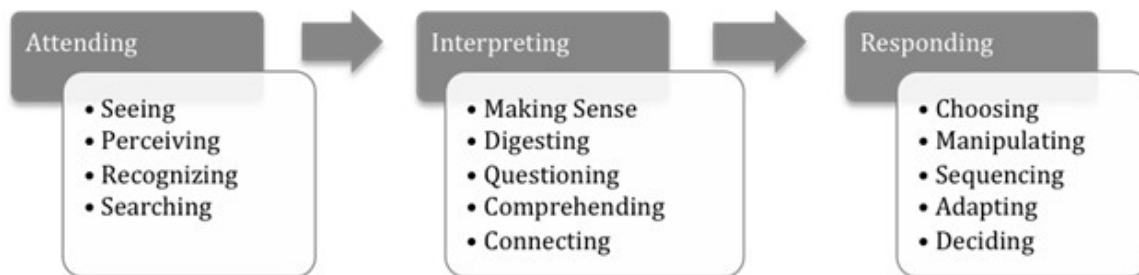 Attending
• Seeing
• Perceiving
• Recognizing
• Searching
Interpreting
• Making Sense
• Digesting
• Questioning
• Comprehending
• Connecting
Responding
• Choosing
• Manipulating
• Sequencing
• Adapting
• Deciding